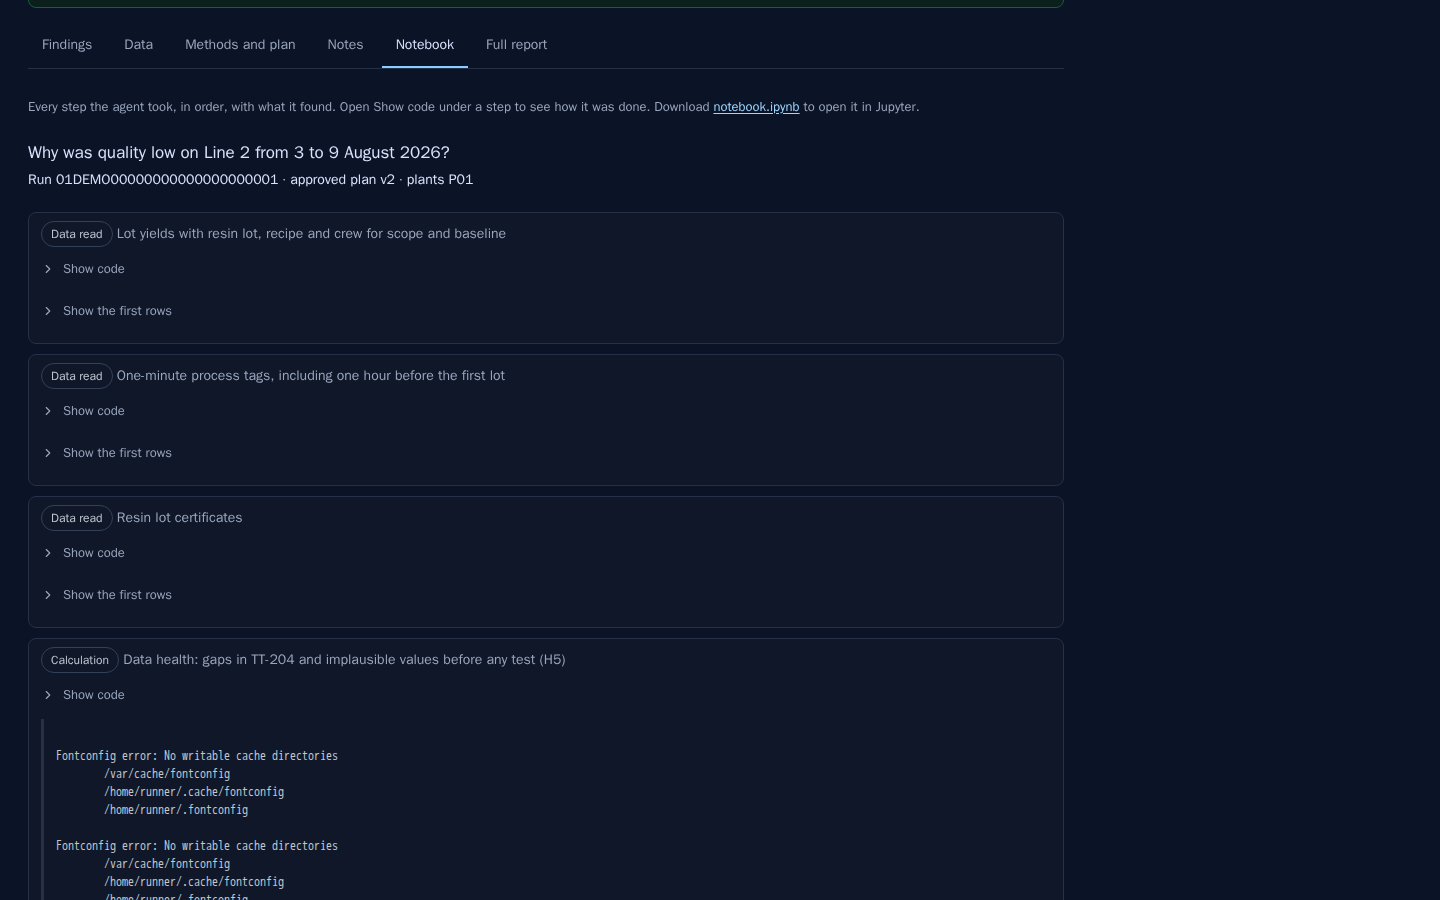 Findings Data Methods and plan Notes Notebook Full report
Every step the agent took, in order, with what it found. Open Show code under a step to see how it was done. Download notebook.ipynb to open it in Jupyter.
Why was quality low on Line 2 from 3 to 9 August 2026?
Run 01DEMO00000000000000000001 · approved plan v2 · plants P01
Data read Lot yields with resin lot, recipe and crew for scope and baseline
Show code
Show the first rows
Data read One-minute process tags, including one hour before the first lot
Show code
Show the first rows
Data read Resin lot certificates
Show code
Show the first rows
Calculation Data health: gaps in TT-204 and implausible values before any test (H5)
Show code
Fontconfig error: No writable cache directories
/var/cache/fontconfig
/home/runner/.cache/fontconfig
/home/runner/.fontconfig
Fontconfig error: No writable cache directories
/var/cache/fontconfig
/home/runner/.cache/fontconfig
/home/runner/.fontconfig